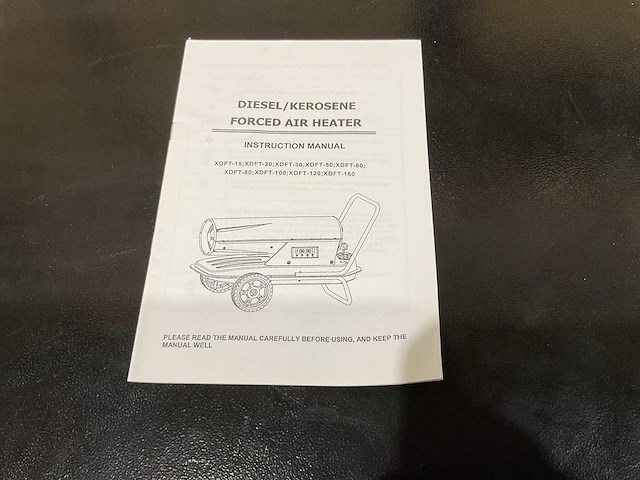 DIESEL/KEROSENE
FORCED AIR HEATER
INSTRUCTION MANUAL
XDFT-15;XDFT-20;XDFT-30;XDFT-50;XDFT-60;
XDFT-80;XDFT-100;XDFT-120;XDFT-160
PLEASE READ THE MANUAL CAREFULLY BEFORE USING, AND KEEP THE
MANUAL WELL